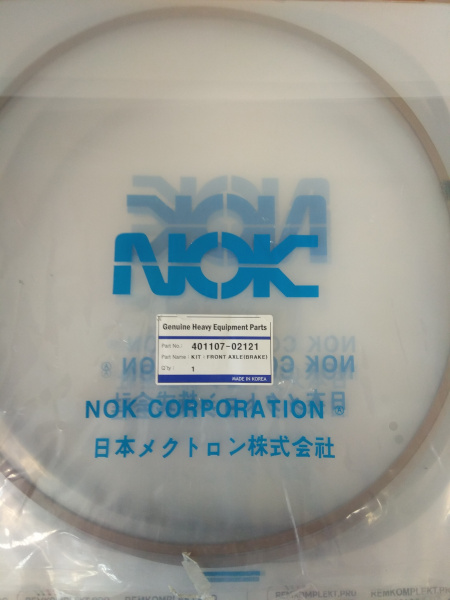 NOK
Genuine Heavy Equipment Parts
Part No.: 401107-02121
Part Name: KIT : FRONT AXLE(BRAKE)
Q'ty : 1
MADE IN KOREA
NOK CORPORATION ®
日本メクトロン株式会社